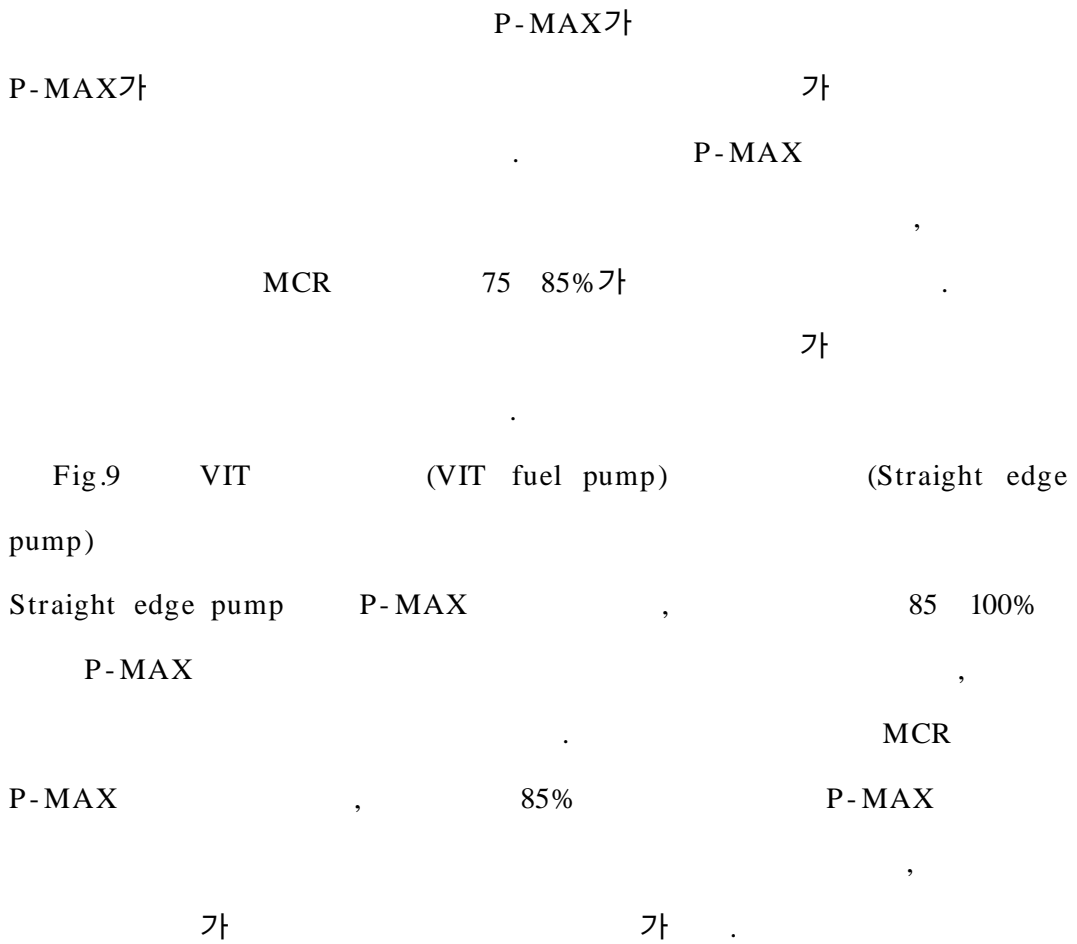 P-MAX가
P-MAX가 가
. P-MAX
,
MCR 75 85%가 .
가
.
Fig.9 VIT (VIT fuel pump) (Straight edge
pump)
Straight edge pump P-MAX , 85 100%
P-MAX ,
. MCR
P-MAX , 85% P-MAX
,
가 가 .